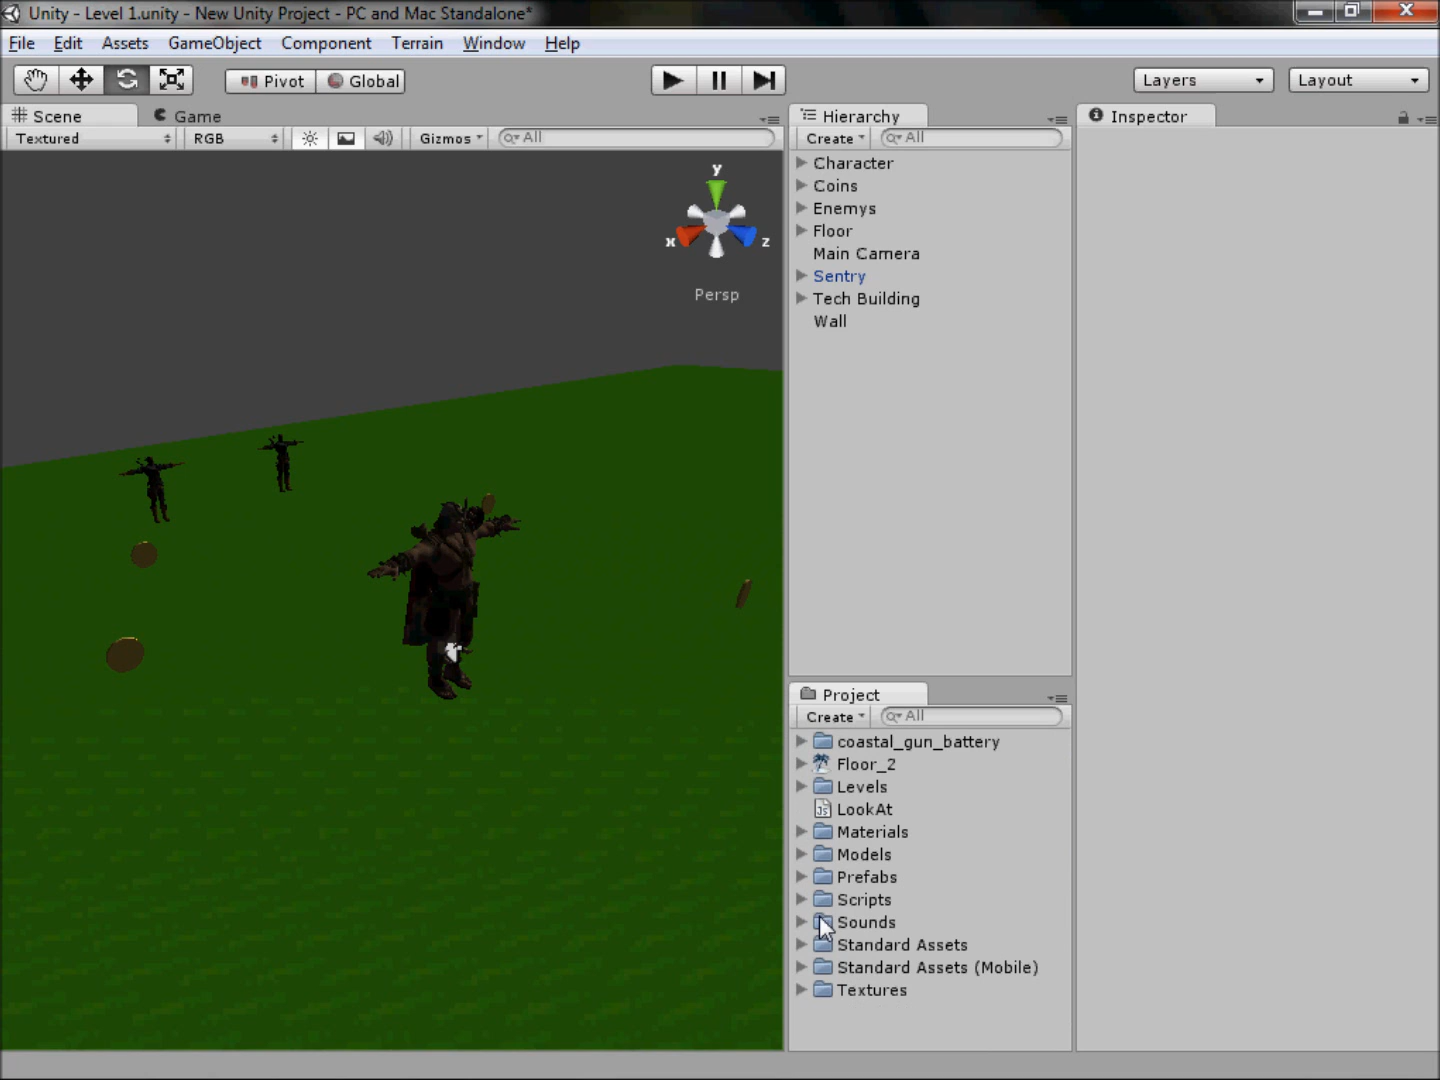 Unity - Level 1.unity - New Unity Project - PC and Mac Standalone*
File Edit Assets GameObject Component Terrain Window Help
Pivot Global Layers Layout
Scene Game
Textured RGB Gizmos All
y
x z
Persp
Hierarchy
Create All
Character
Coins
Enemys
Floor
Main Camera
Sentry
Tech Building
Wall
Project
Create All
coastal_gun_battery
Floor_2
Levels
JS LookAt
Materials
Models
Prefabs
Scripts
Sounds
Standard Assets
Standard Assets (Mobile)
Textures
Inspector